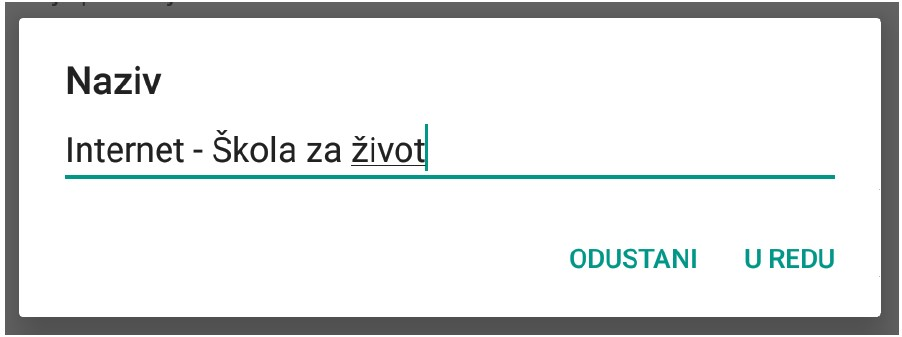 Naziv
Internet - Škola za život
ODUSTANI U REDU